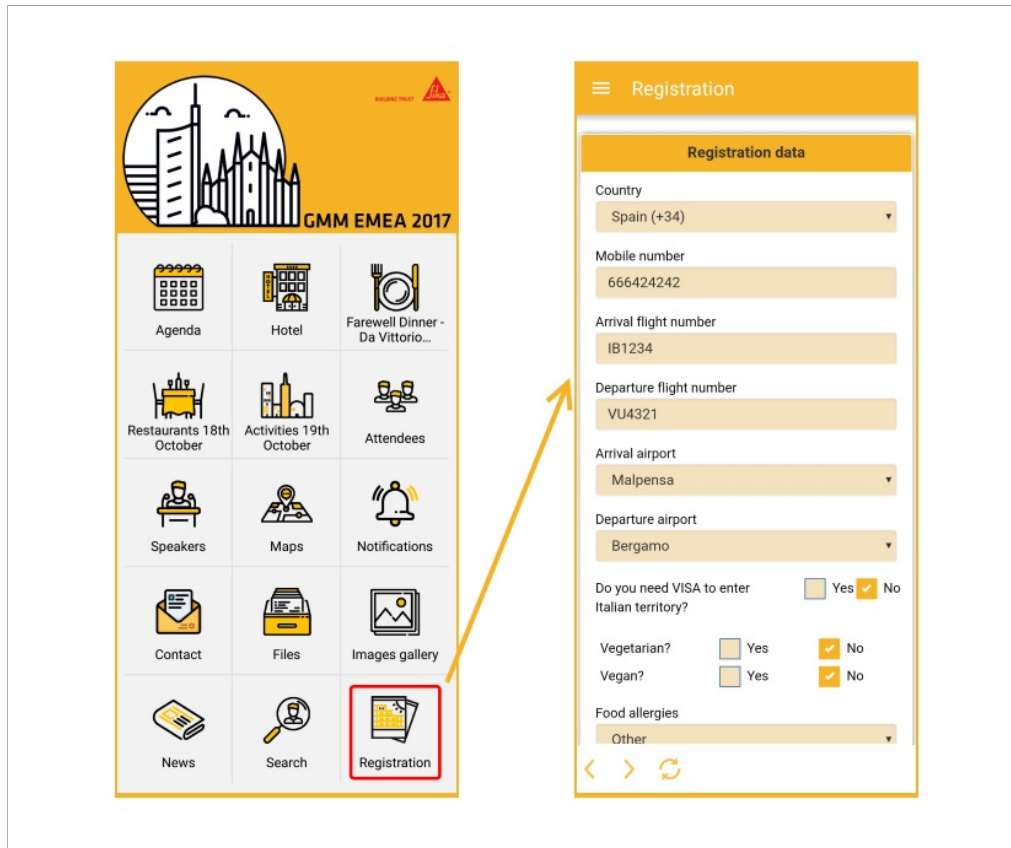 BUILDING TRUST
Sika
GMM EMEA 2017
Agenda
HOTEL
Hotel
Farewell Dinner -
Da Vittorio...
Restaurants 18th
October
Activities 19th
October
Attendees
Speakers
Maps
Notifications
Contact
Files
Images gallery
News
Search
Registration
Registration
Registration data
Country
Spain (+34)
Mobile number
666424242
Arrival flight number
IB1234
Departure flight number
VU4321
Arrival airport
Malpensa
Departure airport
Bergamo
Do you need VISA to enter
Italian territory?
Yes No
Vegetarian? Yes No
Vegan? Yes No
Food allergies
Other